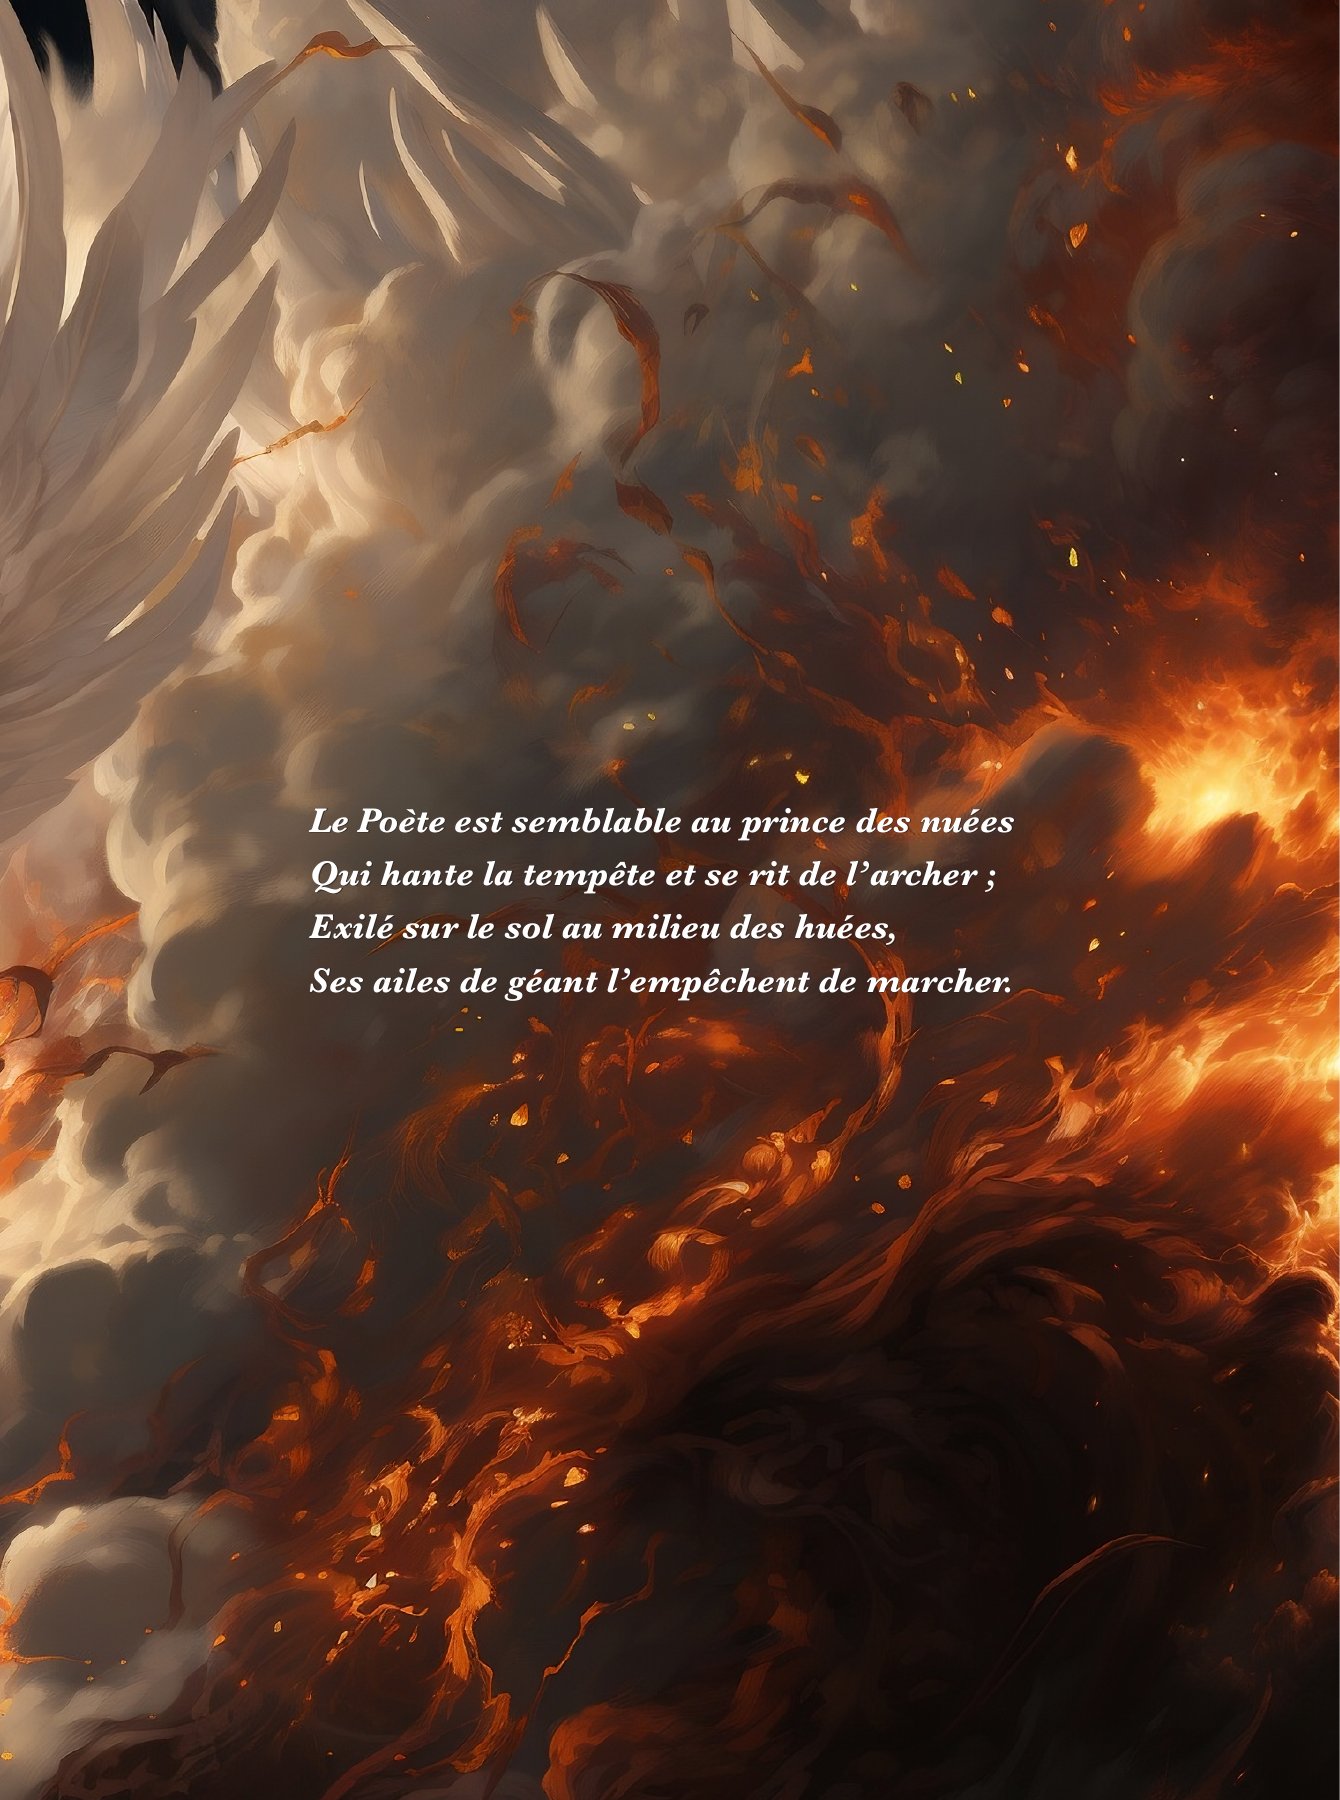 Le Poète est semblable au prince des nuées
Qui hante la tempête et se rit de l’archer ;
Exilé sur le sol au milieu des huées,
Ses ailes de géant l’empêchent de marcher.